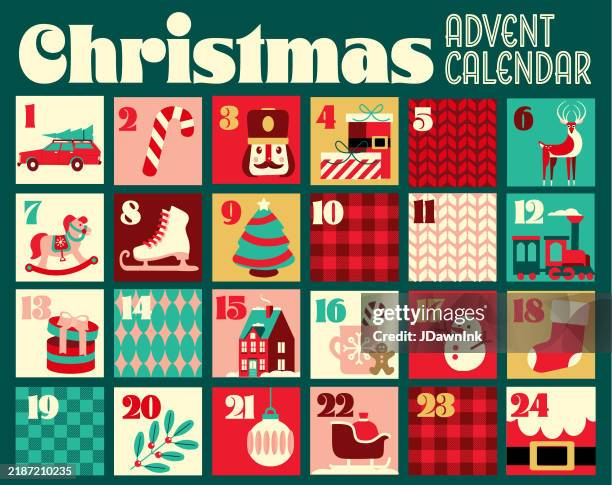 Christmas
ADVENT
CALENDAR
1 2 3 4 5 6
7 8 9 10 11 12
13 14 15 16 17 18
gettyimages
Credit: JDawnInk
19 20 21 22 23 24
2187210235